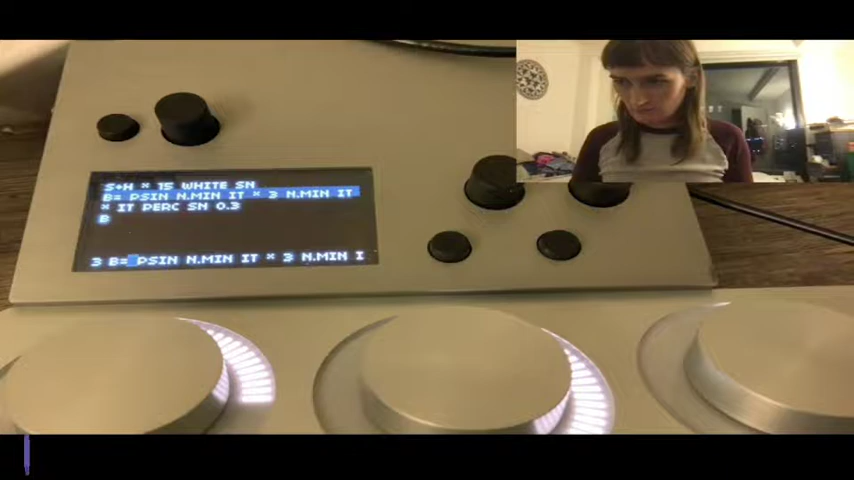 S+H * 15 WHITE SN
B= PSIN N.MIN IT * 3 N.MIN IT
* IT PERC SN 0.3
B
3 B= PSIN N.MIN IT * 3 N.MIN I